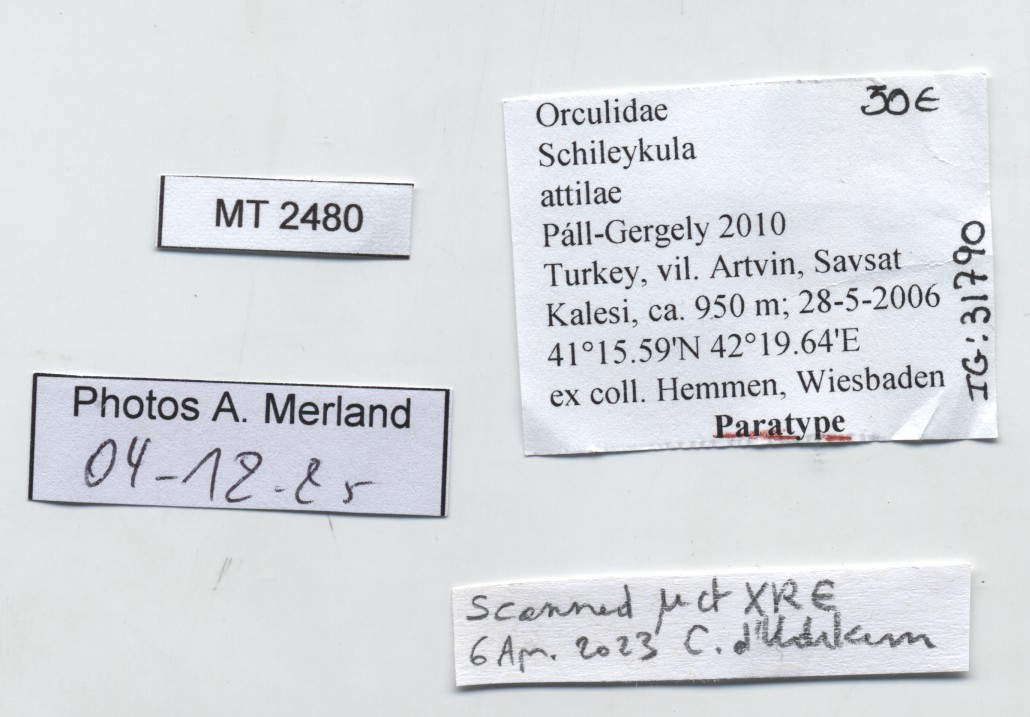 MT 2480
Orculidae
30€
Schileykula
attilae
Páll-Gergely 2010
Turkey, vil. Artvin, Savsat
Kalesi, ca. 950 m; 28-5-2006
41°15.59'N 42°19.64'E
ex coll. Hemmen, Wiesbaden
Paratype
IG: 31790
Photos A. Merland
04-12-25
Scanned µct XRE
6 Apr. 2023 C. d'Udekem